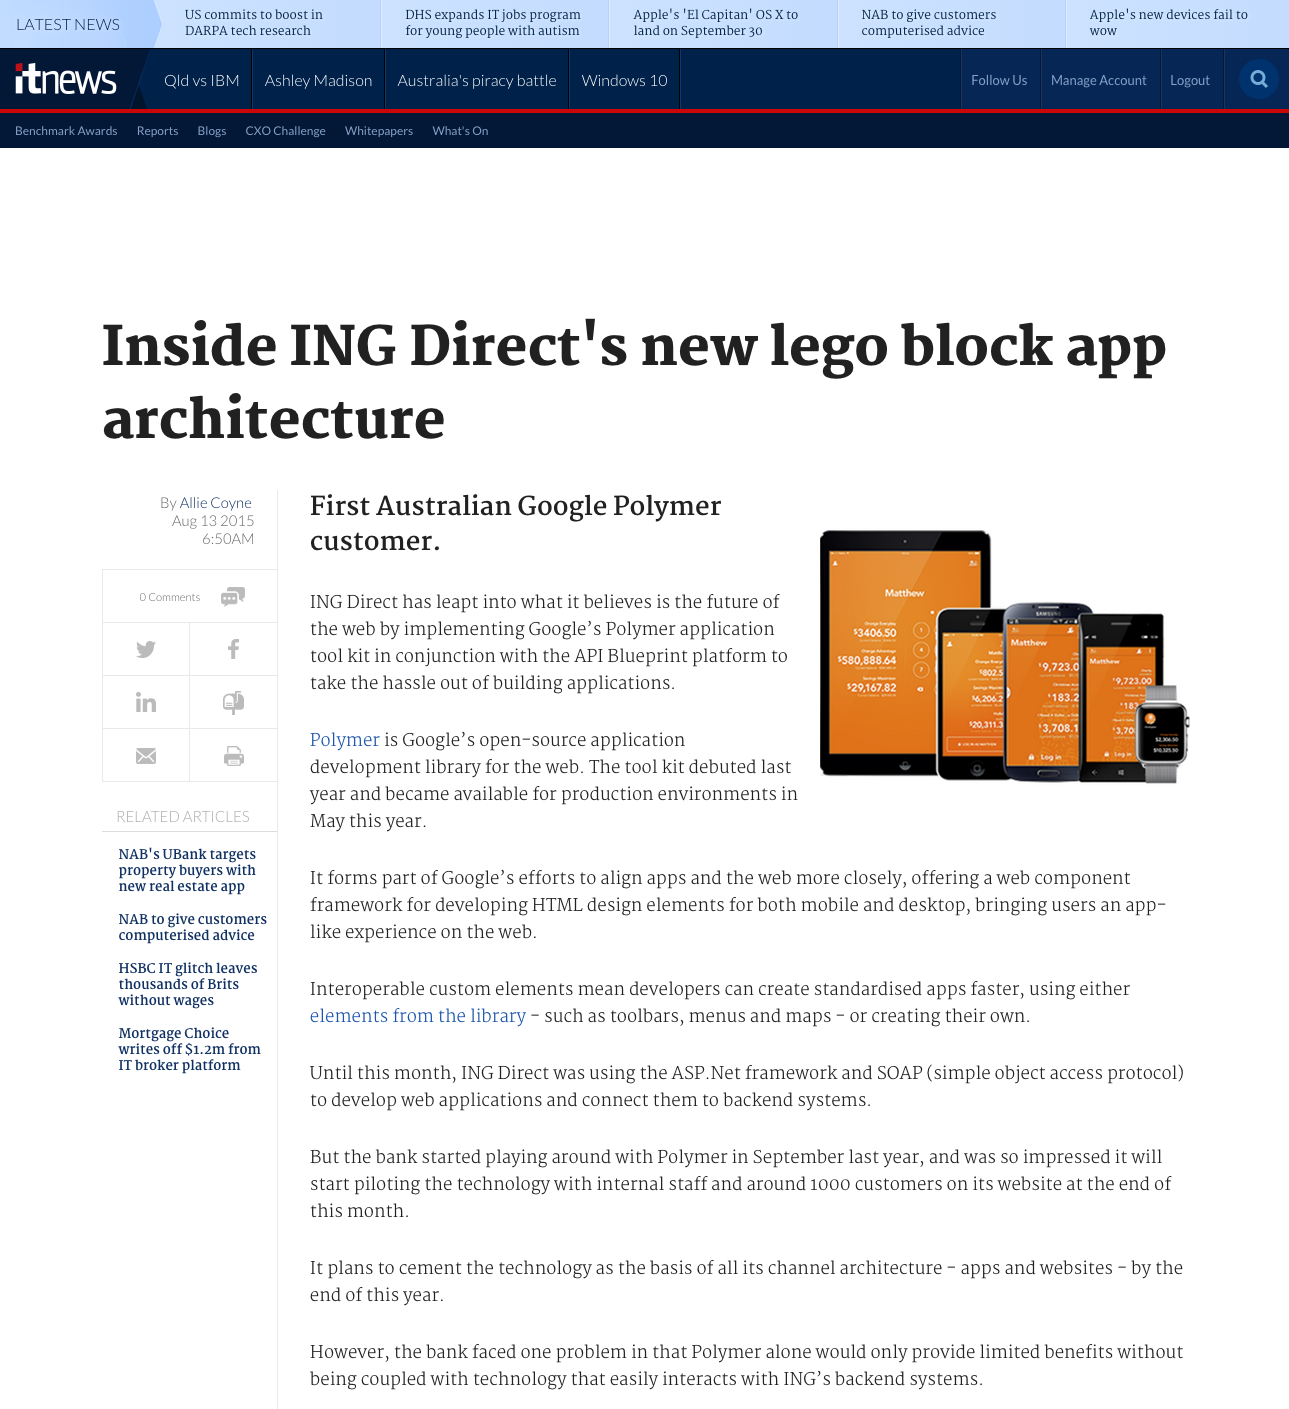 LATEST NEWS
US commits to boost in
DARPA tech research
DHS expands IT jobs program
for young people with autism
Apple's 'El Capitan' OS X to
land on September 30
NAB to give customers
computerised advice
Apple's new devices fail to
wow
itnews
Qld vs IBM
Ashley Madison
Australia's piracy battle
Windows 10
Follow Us
Manage Account
Logout
Benchmark Awards
Reports
Blogs
CXO Challenge
Whitepapers
What's On
Inside ING Direct's new lego block app
architecture
By Allie Coyne
Aug 13 2015
6:50AM
0 Comments
RELATED ARTICLES
NAB's UBank targets
property buyers with
new real estate app
NAB to give customers
computerised advice
HSBC IT glitch leaves
thousands of Brits
without wages
Mortgage Choice
writes off $1.2m from
IT broker platform
First Australian Google Polymer
customer.
Matthew
$3406.50
$580,888.64
$29,167.82
Matthew
$9,723.0
Log in
Matthew
ING Direct has leapt into what it believes is the future of
the web by implementing Google’s Polymer application
tool kit in conjunction with the API Blueprint platform to
take the hassle out of building applications.
Polymer is Google’s open-source application
development library for the web. The tool kit debuted last
year and became available for production environments in
May this year.
It forms part of Google’s efforts to align apps and the web more closely, offering a web component
framework for developing HTML design elements for both mobile and desktop, bringing users an app-
like experience on the web.
Interoperable custom elements mean developers can create standardised apps faster, using either
elements from the library - such as toolbars, menus and maps - or creating their own.
Until this month, ING Direct was using the ASP.Net framework and SOAP (simple object access protocol)
to develop web applications and connect them to backend systems.
But the bank started playing around with Polymer in September last year, and was so impressed it will
start piloting the technology with internal staff and around 1000 customers on its website at the end of
this month.
It plans to cement the technology as the basis of all its channel architecture - apps and websites - by the
end of this year.
However, the bank faced one problem in that Polymer alone would only provide limited benefits without
being coupled with technology that easily interacts with ING’s backend systems.